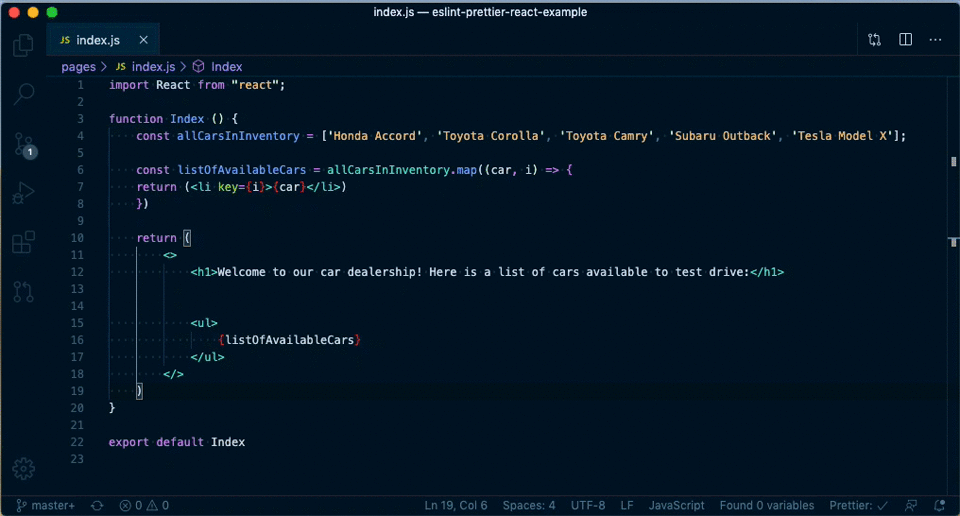 index.js — eslint-prettier-react-example
JS index.js ×
pages > JS index.js > Index
1 import React from "react";
2
3 function Index () {
4 const allCarsInInventory = ['Honda Accord', 'Toyota Corolla', 'Toyota Camry', 'Subaru Outback', 'Tesla Model X'];
5
6 const listOfAvailableCars = allCarsInInventory.map((car, i) => {
7 return (<li key={i}>{car}</li>)
8 })
9
10 return (
11 <>
12 <h1>Welcome to our car dealership! Here is a list of cars available to test drive:</h1>
13
14
15 <ul>
16 {listOfAvailableCars}
17 </ul>
18 </>
19 )
20 }
21
22 export default Index
23
1
master+ 0 0 Ln 19, Col 6 Spaces: 4 UTF-8 LF JavaScript Found 0 variables Prettier: ✓